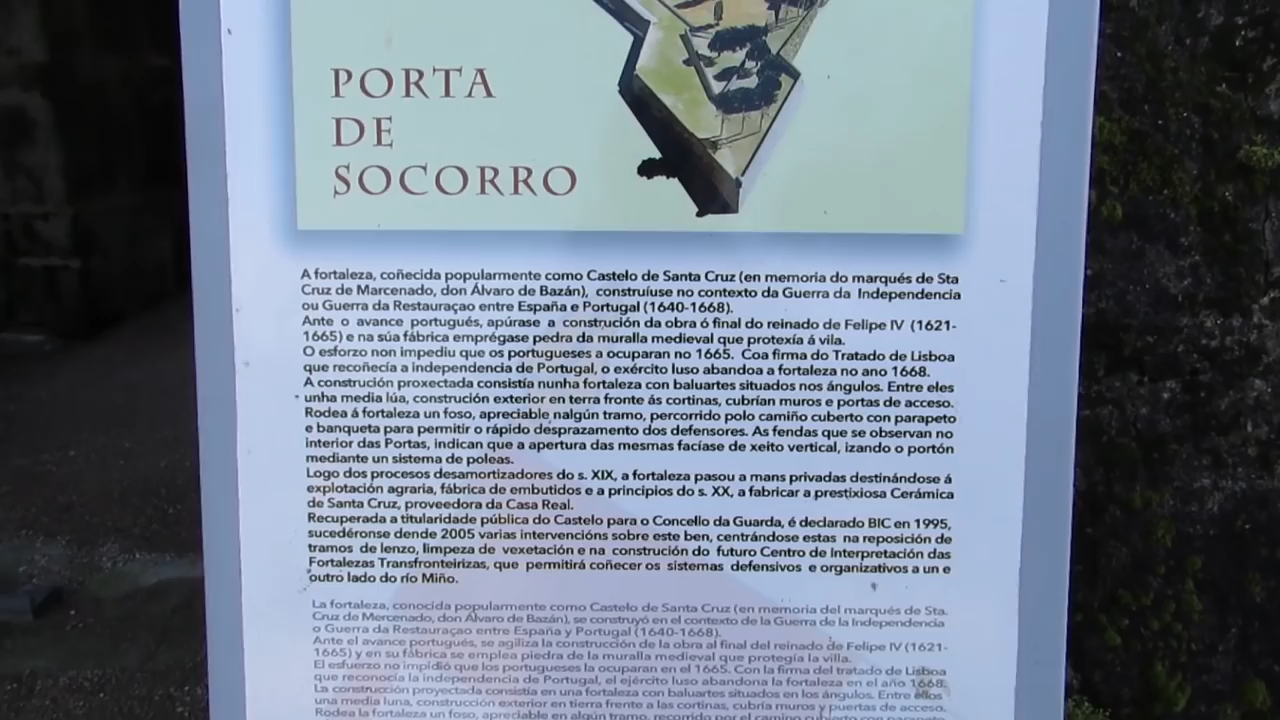 PORTA
DE
SOCORRO
A fortaleza, coñecida popularmente como Castelo de Santa Cruz (en memoria do marqués de Sta
Cruz de Marcenado, don Álvaro de Bazán), construíuse no contexto da Guerra da Independencia
ou Guerra da Restauraçao entre España e Portugal (1640-1668).
Ante o avance portugués, apúrase a construción da obra ó final do reinado de Felipe IV (1621-
1665) e na súa fábrica emprégase pedra da muralla medieval que protexía á vila.
O esforzo non impediu que os portugueses a ocuparan no 1665. Coa firma do Tratado de Lisboa
que recoñecía a independencia de Portugal, o exército luso abandoa a fortaleza no ano 1668.
A construción proxectada consistía nunha fortaleza con baluartes situados nos ángulos. Entre eles
unha media lúa, construción exterior en terra fronte ás cortinas, cubrían muros e portas de acceso.
Rodea á fortaleza un foso, apreciable nalgún tramo, percorrido polo camiño cuberto con parapeto
e banqueta para permitir o rápido desprazamento dos defensores. As fendas que se observan no
interior das Portas, indican que a apertura das mesmas facíase de xeito vertical, izando o portón
mediante un sistema de poleas.
Logo dos procesos desamortizadores do s. XIX, a fortaleza pasou a mans privadas destinándose á
explotación agraria, fábrica de embutidos e a principios do s. XX, a fabricar a prestixiosa Cerámica
de Santa Cruz, proveedora da Casa Real.
Recuperada a titularidade pública do Castelo para o Concello da Guarda, é declarado BIC en 1995,
sucedéronse dende 2005 varias intervencións sobre este ben, centrándose estas na reposición de
tramos de lenzo, limpeza de vexetación e na construción do futuro Centro de Interpretación das
Fortalezas Transfronteirizas, que permitirá coñecer os sistemas defensivos e organizativos a un e
outro lado do río Miño.
La fortaleza, conocida popularmente como Castelo de Santa Cruz (en memoria del marqués de Sta.
Cruz de Mercenado, don Álvaro de Bazán), se construyó en el contexto de la Guerra de la Independencia
o Guerra da Restauraçao entre España y Portugal (1640-1668).
Ante el avance portugués, se agiliza la construcción de la obra al final del reinado de Felipe IV (1621-
1665) y en su fábrica se emplea piedra de la muralla medieval que protegía la villa.
El esfuerzo no impidió que los portugueses la ocuparan en el 1665. Con la firma del tratado de Lisboa
que reconocía la independencia de Portugal, el ejército luso abandona la fortaleza en el año 1668.
La construcción proyectada consistía en una fortaleza con baluartes situados en los ángulos. Entre ellos
una media luna, construcción exterior en tierra frente a las cortinas, cubría muros y puertas de acceso.
Rodea la fortaleza un foso, apreciable en algún tramo, recorrido por el camino cubierto con parapeto